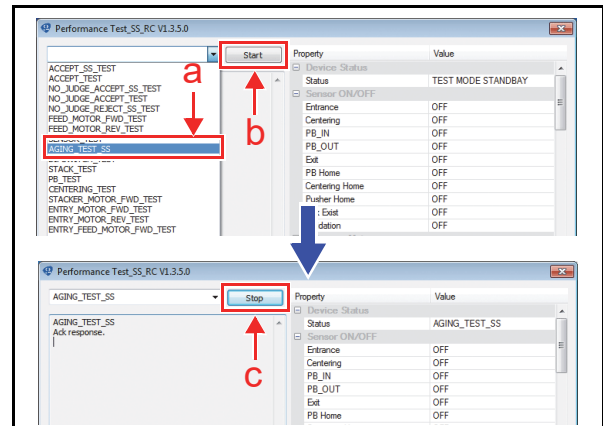 Performance Test_SS_RC V1.3.5.0
Start
Property Value
a
b
ACCEPT_SS_TEST
ACCEPT_TEST
NO_JUDGE_ACCEPT_SS_TEST
NO_JUDGE_ACCEPT_TEST
NO_JUDGE_REJECT_SS_TEST
FEED_MOTOR_FWD_TEST
FEED_MOTOR_REV_TEST
AGING_TEST_SS
STACK_TEST
PB_TEST
CENTERING_TEST
STACKER_MOTOR_FWD_TEST
ENTRY_MOTOR_FWD_TEST
ENTRY_MOTOR_REV_TEST
ENTRY_FEED_MOTOR_FWD_TEST
Device Status
Status TEST MODE STANDBAY
Sensor ON/OFF
Entrance OFF
Centering OFF
PB_IN OFF
PB_OUT OFF
Exit OFF
PB Home OFF
Centering Home OFF
Pusher Home OFF
Exist OFF
OFF
Performance Test_SS_RC V1.3.5.0
AGING_TEST_SS Stop
Property Value
AGING_TEST_SS
Ack response.
c
Device Status
Status AGING_TEST_SS
Sensor ON/OFF
Entrance OFF
Centering OFF
PB_IN OFF
PB_OUT OFF
Exit OFF
PB Home OFF